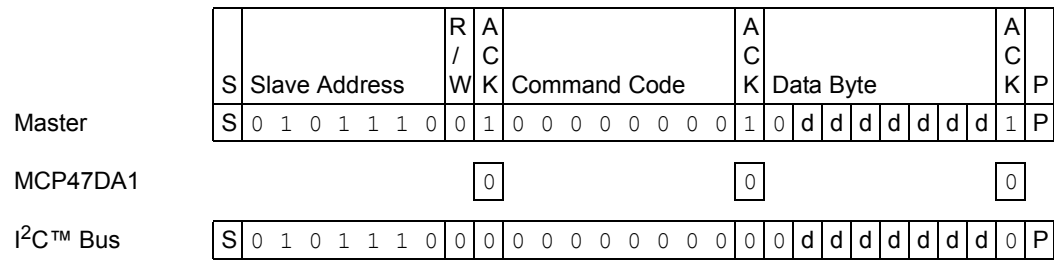 R A A A
/ C C C
S Slave Address W K Command Code K Data Byte K P
Master S 0 1 0 1 1 1 0 0 1 0 0 0 0 0 0 0 0 1 0 d d d d d d d 1 P
MCP47DA1 0 0 0
I2C™ Bus S 0 1 0 1 1 1 0 0 0 0 0 0 0 0 0 0 0 0 0 d d d d d d d 0 P